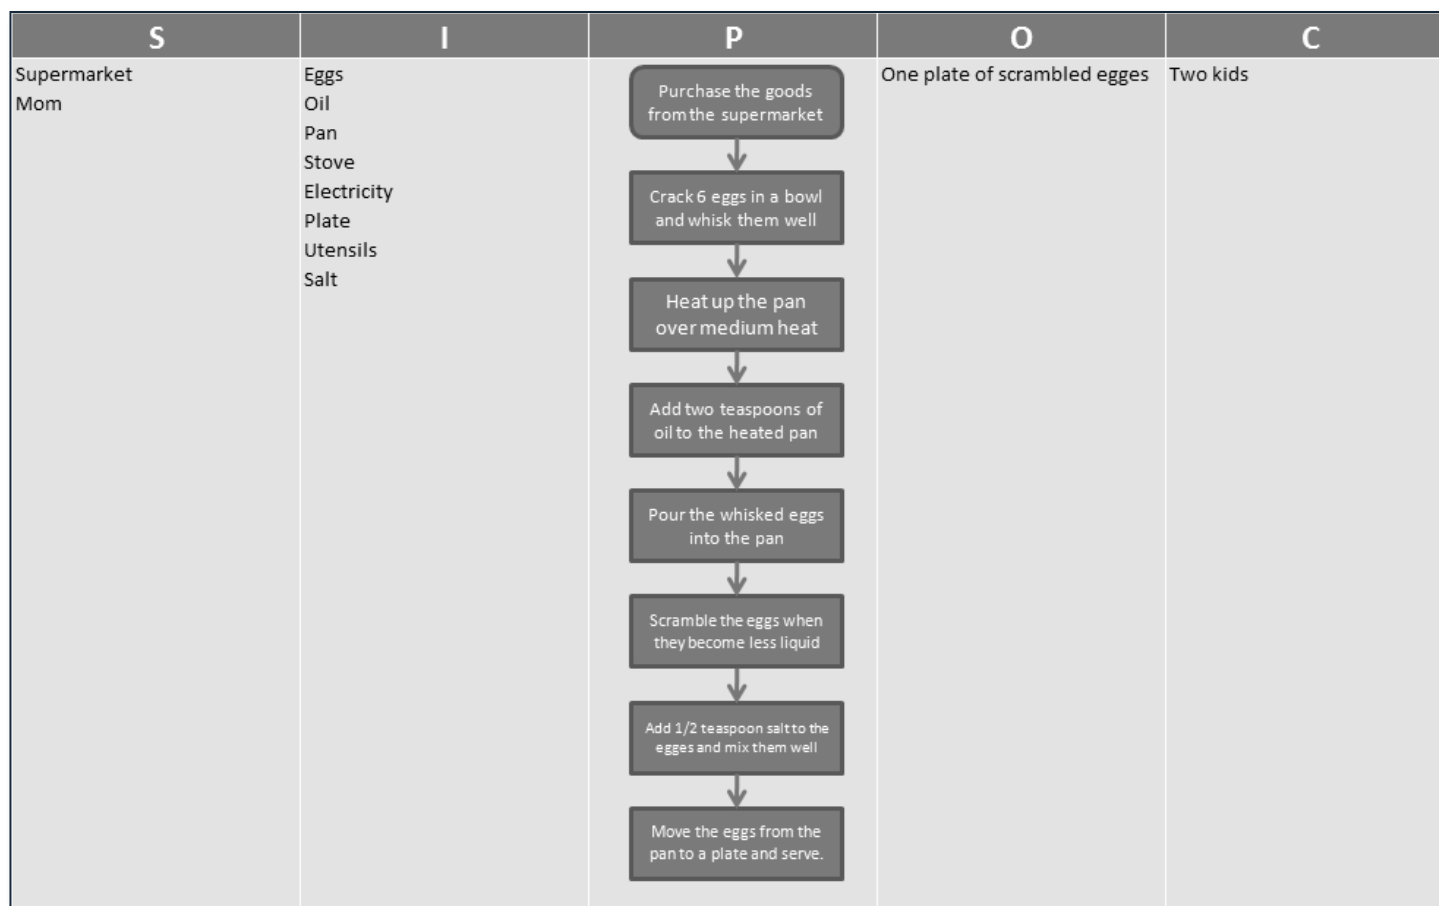 S
I
P
O
C
Supermarket
Mom
Eggs
Oil
Pan
Stove
Electricity
Plate
Utensils
Salt
Purchase the goods
from the supermarket
Crack 6 eggs in a bowl
and whisk them well
Heat up the pan
over medium heat
Add two teaspoons of
oil to the heated pan
Pour the whisked eggs
into the pan
Scramble the eggs when
they become less liquid
Add 1/2 teaspoon salt to the
egges and mix them well
Move the eggs from the
pan to a plate and serve.
One plate of scrambled egges
Two kids